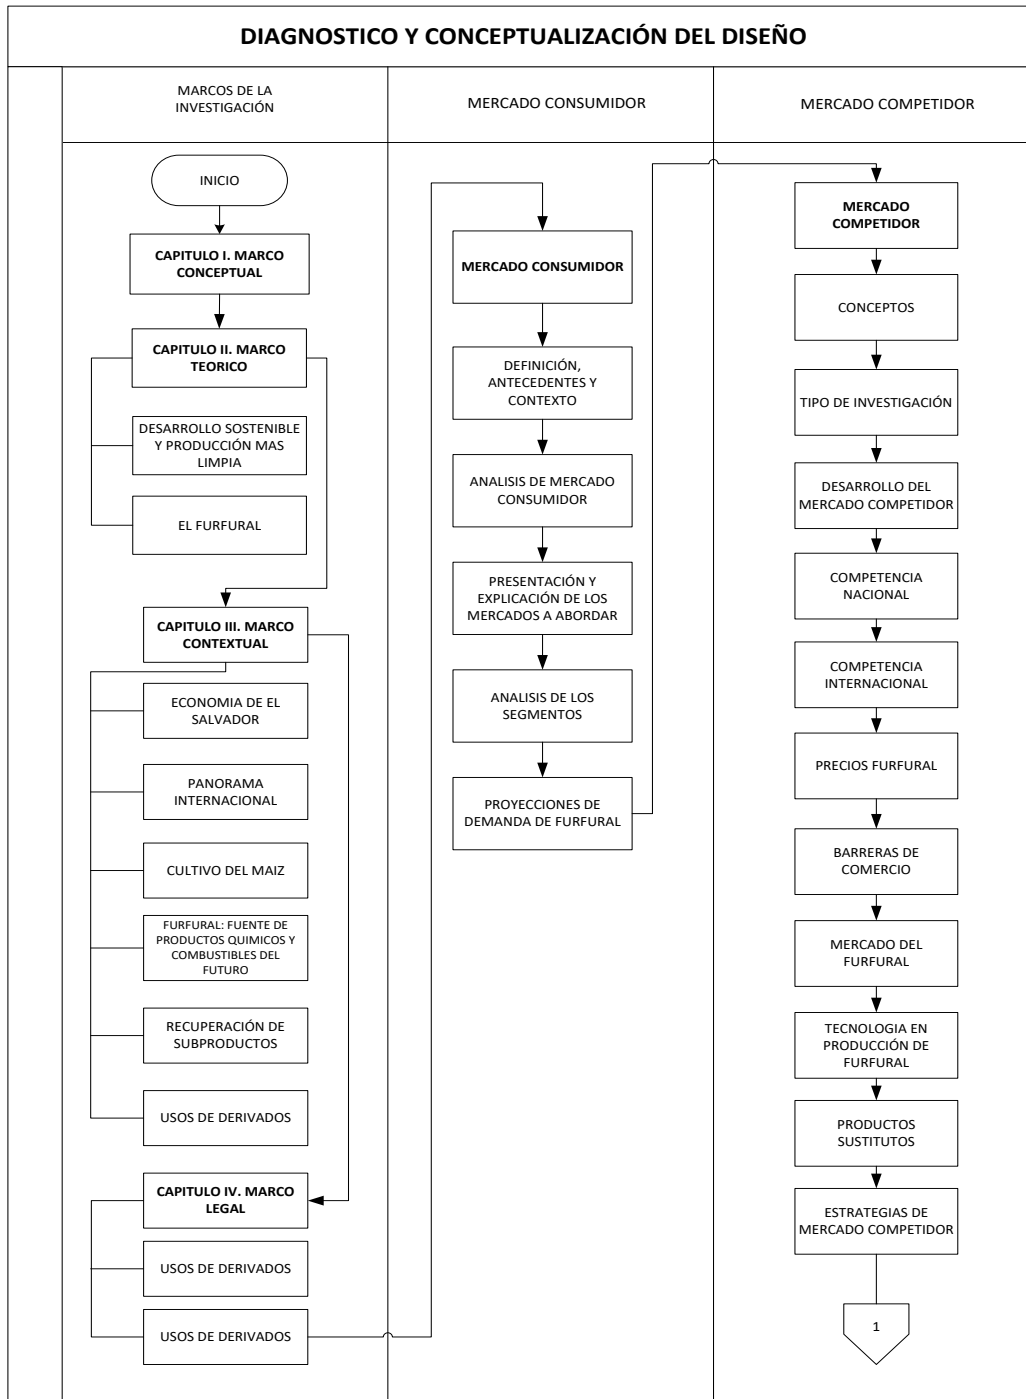 DIAGNOSTICO Y CONCEPTUALIZACIÓN DEL DISEÑO
MARCOS DE LA
INVESTIGACIÓN
MERCADO CONSUMIDOR
MERCADO COMPETIDOR
INICIO
CAPITULO I. MARCO
CONCEPTUAL
CAPITULO II. MARCO
TEORICO
DESARROLLO SOSTENIBLE
Y PRODUCCIÓN MAS
LIMPIA
EL FURFURAL
CAPITULO III. MARCO
CONTEXTUAL
ECONOMIA DE EL
SALVADOR
PANORAMA
INTERNACIONAL
CULTIVO DEL MAIZ
FURFURAL: FUENTE DE
PRODUCTOS QUIMICOS Y
COMBUSTIBLES DEL
FUTURO
RECUPERACIÓN DE
SUBPRODUCTOS
USOS DE DERIVADOS
CAPITULO IV. MARCO
LEGAL
USOS DE DERIVADOS
USOS DE DERIVADOS
MERCADO CONSUMIDOR
DEFINICIÓN,
ANTECEDENTES Y
CONTEXTO
ANALISIS DE MERCADO
CONSUMIDOR
PRESENTACIÓN Y
EXPLICACIÓN DE LOS
MERCADOS A ABORDAR
ANALISIS DE LOS
SEGMENTOS
PROYECCIONES DE
DEMANDA DE FURFURAL
MERCADO
COMPETIDOR
CONCEPTOS
TIPO DE INVESTIGACIÓN
DESARROLLO DEL
MERCADO COMPETIDOR
COMPETENCIA
NACIONAL
COMPETENCIA
INTERNACIONAL
PRECIOS FURFURAL
BARRERAS DE
COMERCIO
MERCADO DEL
FURFURAL
TECNOLOGIA EN
PRODUCCIÓN DE
FURFURAL
PRODUCTOS
SUSTITUTOS
ESTRATEGIAS DE
MERCADO COMPETIDOR
1